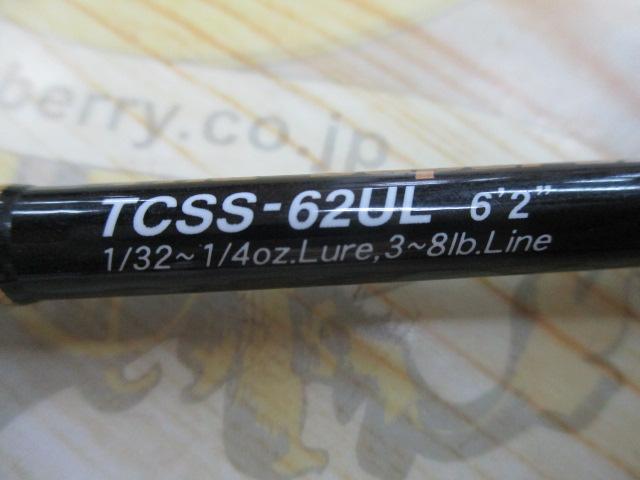 berry.co.jp
TCSS-62UL 6'2"
1/32~1/4oz.Lure,3~8lb.Line